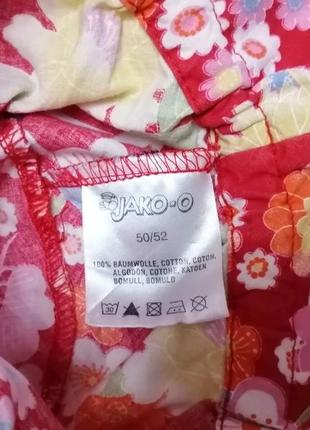 JAKO-O
50/52
100% BAUMWOLLE, COTTON, COTON,
ALGODON, COTONE, KATOEN
BOMULL, BOMULD
30